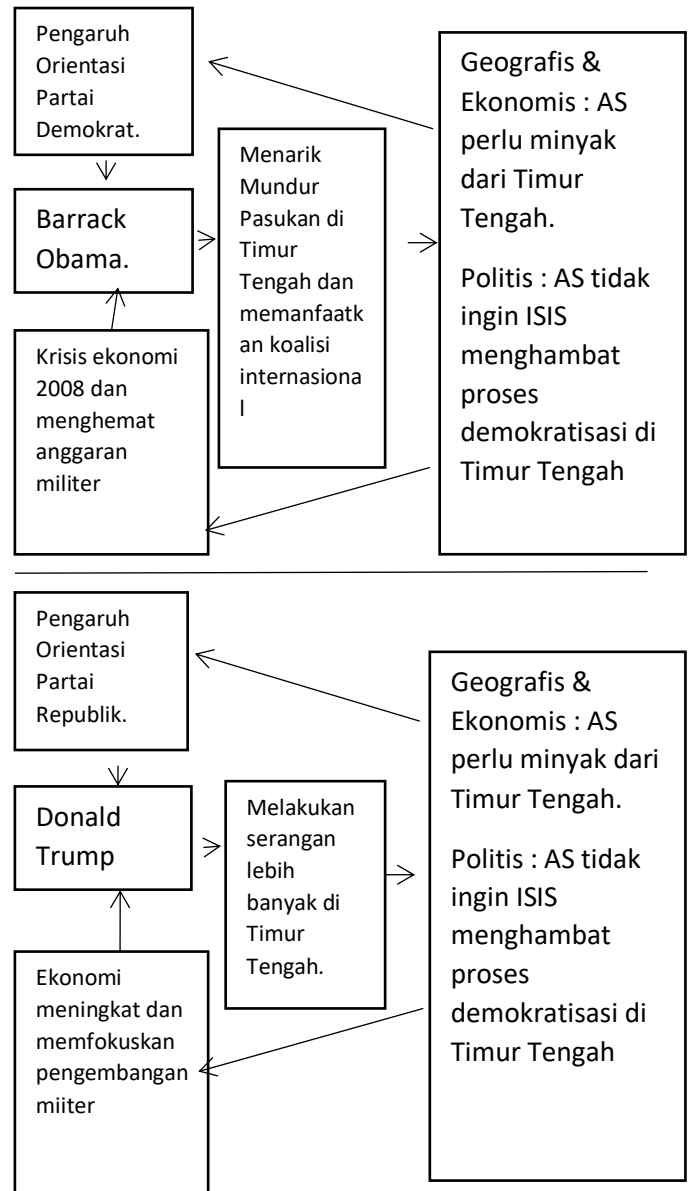 Pengaruh
Orientasi
Partai
Demokrat.
Barrack
Obama.
Krisis ekonomi
2008 dan
menghemat
anggaran
militer
Menarik
Mundur
Pasukan di
Timur
Tengah dan
memanfaatk
an koalisi
internasiona
l
Geografis &
Ekonomis : AS
perlu minyak
dari Timur
Tengah.
Politis : AS tidak
ingin ISIS
menghambat
proses
demokratisasi di
Timur Tengah
Pengaruh
Orientasi
Partai
Republik.
Donald
Trump
Ekonomi
meningkat dan
memfokuskan
pengembangan
miiter
Melakukan
serangan
lebih
banyak di
Timur
Tengah.
Geografis &
Ekonomis : AS
perlu minyak dari
Timur Tengah.
Politis : AS tidak
ingin ISIS
menghambat
proses
demokratisasi di
Timur Tengah